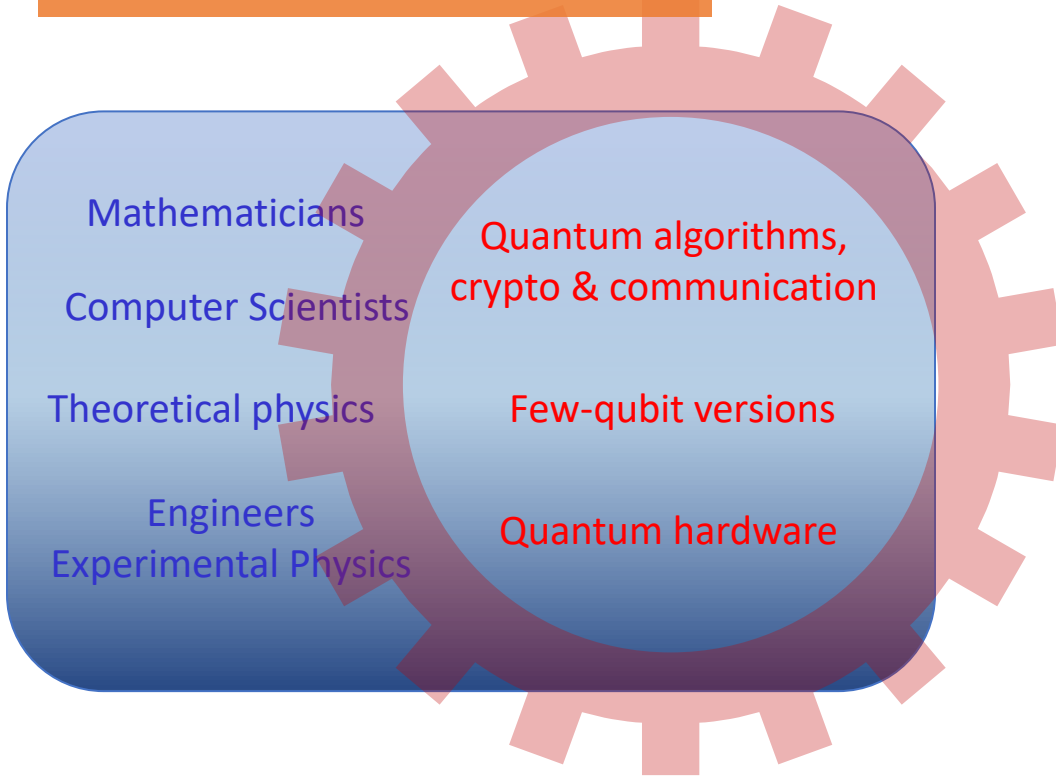 Mathematicians
Computer Scientists
Theoretical physics
Engineers
Experimental Physics
Quantum algorithms,
crypto & communication
Few-qubit versions
Quantum hardware